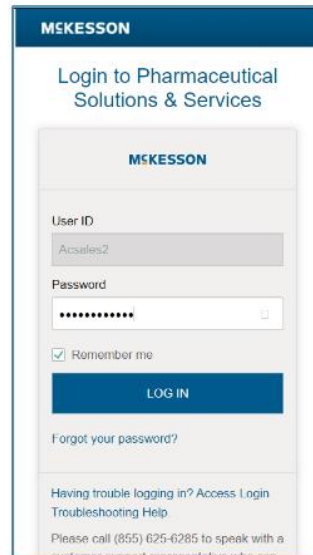 MCKESSON
Login to Pharmaceutical
Solutions & Services
MCKESSON
User ID
Acsales2
Password
••••••••••••
Remember me
LOG IN
Forgot your password?
Having trouble logging in? Access Login
Troubleshooting Help.
Please call (855) 625-6285 to speak with a